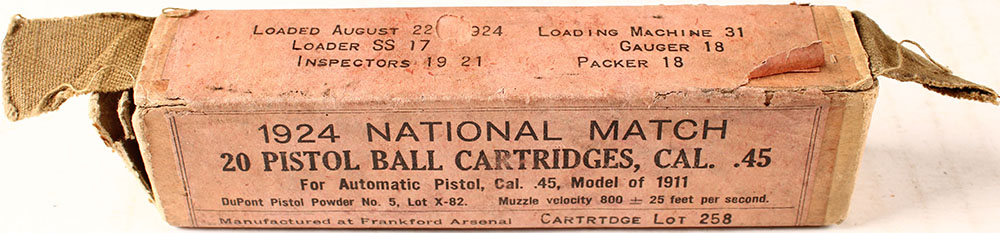 LOADED AUGUST 22 1924 LOADING MACHINE 31
LOADER SS 17 GAUGER 18
INSPECTORS 19 21 PACKER 18
1924 NATIONAL MATCH
20 PISTOL BALL CARTRIDGES, CAL. .45
For Automatic Pistol, Cal. .45, Model of 1911
DuPont Pistol Powder No. 5, Lot X-82. Muzzle velocity 800 ± 25 feet per second.
Manufactured at Frankford Arsenal CARTRTDGE LOT 258